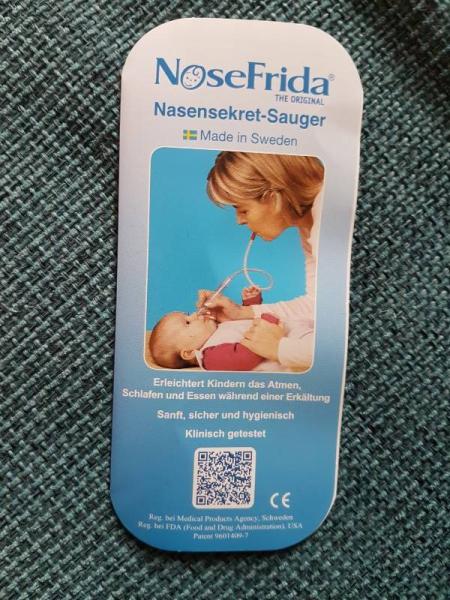 NoseFrida®
THE ORIGINAL
Nasensekret-Sauger
Made in Sweden
Erleichtert Kindern das Atmen,
Schlafen und Essen während einer Erkältung
Sanft, sicher und hygienisch
Klinisch getestet
CE
Reg. bei Medical Products Agency, Schweden
Reg. bei FDA (Food and Drug Administration), USA
Patent 9601409-7